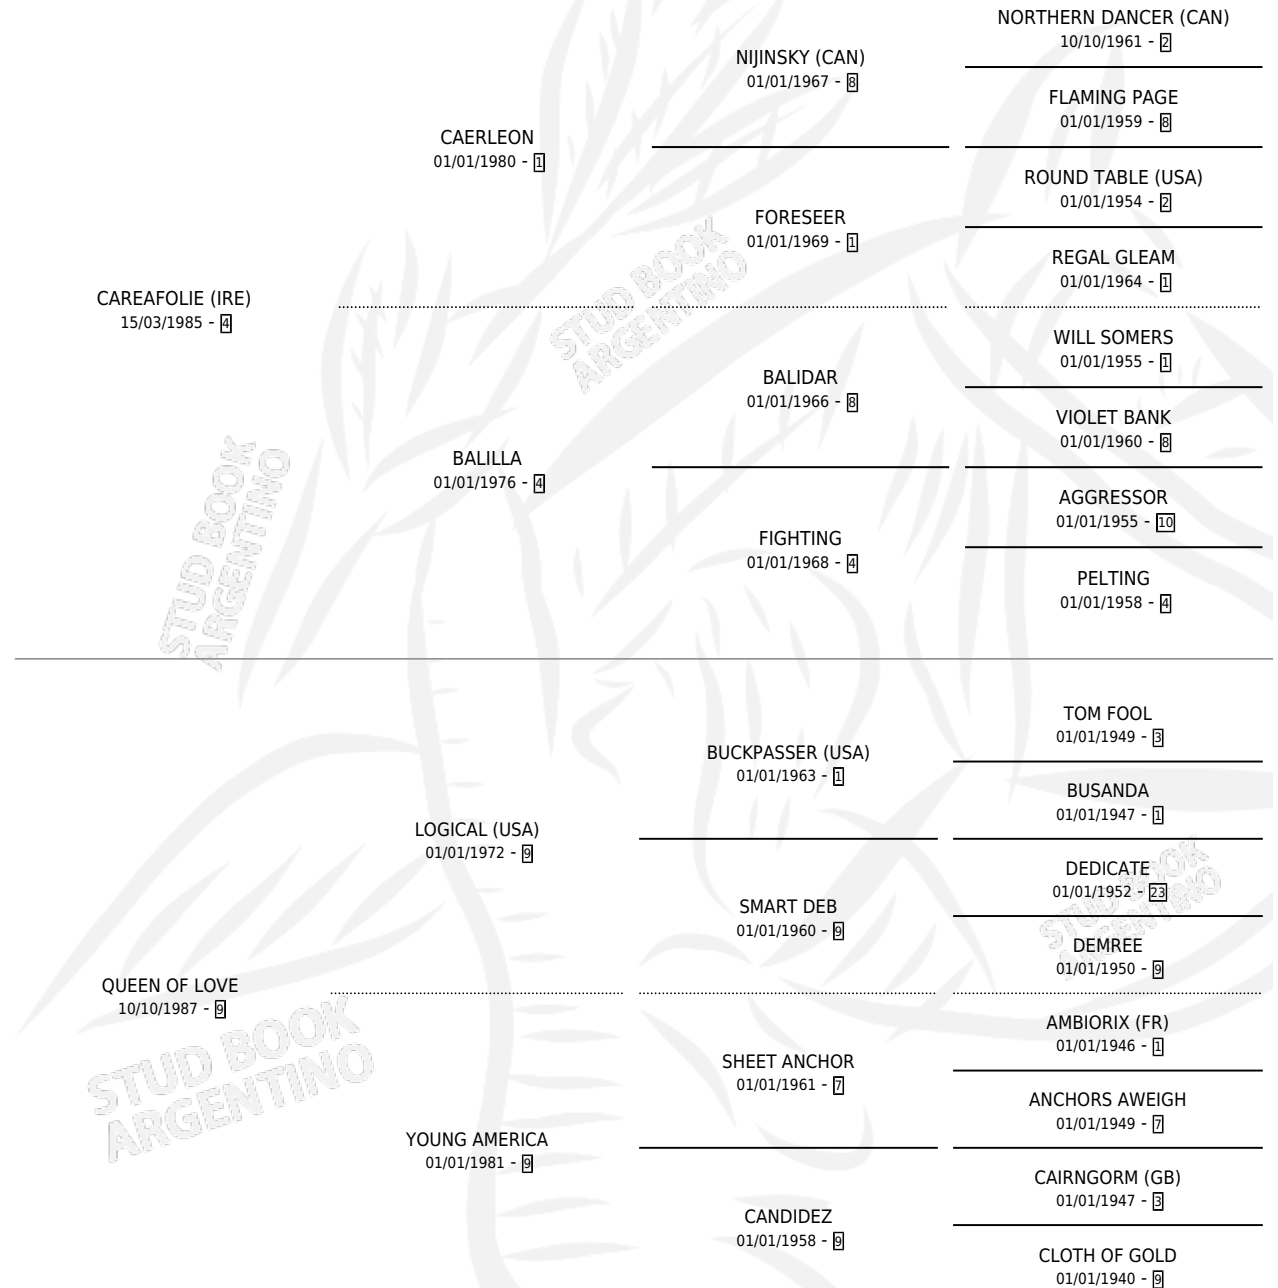 NORTHERN DANCER (CAN)
10/10/1961 - 2
NIJINSKY (CAN)
01/01/1967 - 8
FLAMING PAGE
01/01/1959 - 8
CAERLEON
01/01/1980 - 1
ROUND TABLE (USA)
01/01/1954 - 2
FORESEER
01/01/1969 - 1
REGAL GLEAM
01/01/1964 - 1
CAREAFOLIE (IRE)
15/03/1985 - 4
WILL SOMERS
01/01/1955 - 1
BALIDAR
01/01/1966 - 8
VIOLET BANK
01/01/1960 - 8
BALILLA
01/01/1976 - 4
AGGRESSOR
01/01/1955 - 10
FIGHTING
01/01/1968 - 4
PELTING
01/01/1958 - 4
STUD BOOK
ARGENTINO
STUD BOOK
ARGENTINO
TOM FOOL
01/01/1949 - 3
BUCKPASSER (USA)
01/01/1963 - 1
BUSANDA
01/01/1947 - 1
LOGICAL (USA)
01/01/1972 - 9
DEDICATE
01/01/1952 - 23
SMART DEB
01/01/1960 - 9
DEMREE
01/01/1950 - 9
STUD BOOK
ARGENTINO
QUEEN OF LOVE
10/10/1987 - 9
AMBIORIX (FR)
01/01/1946 - 1
SHEET ANCHOR
01/01/1961 - 7
ANCHORS AWEIGH
01/01/1949 - 7
STUD BOOK
ARGENTINO
YOUNG AMERICA
01/01/1981 - 9
CAIRNGORM (GB)
01/01/1947 - 3
CANDIDEZ
01/01/1958 - 9
CLOTH OF GOLD
01/01/1940 - 9